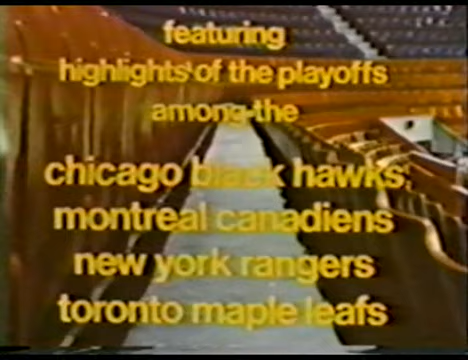 featuring
highlights of the playoffs
among the
chicago black hawks,
montreal canadiens
new york rangers
toronto maple leafs